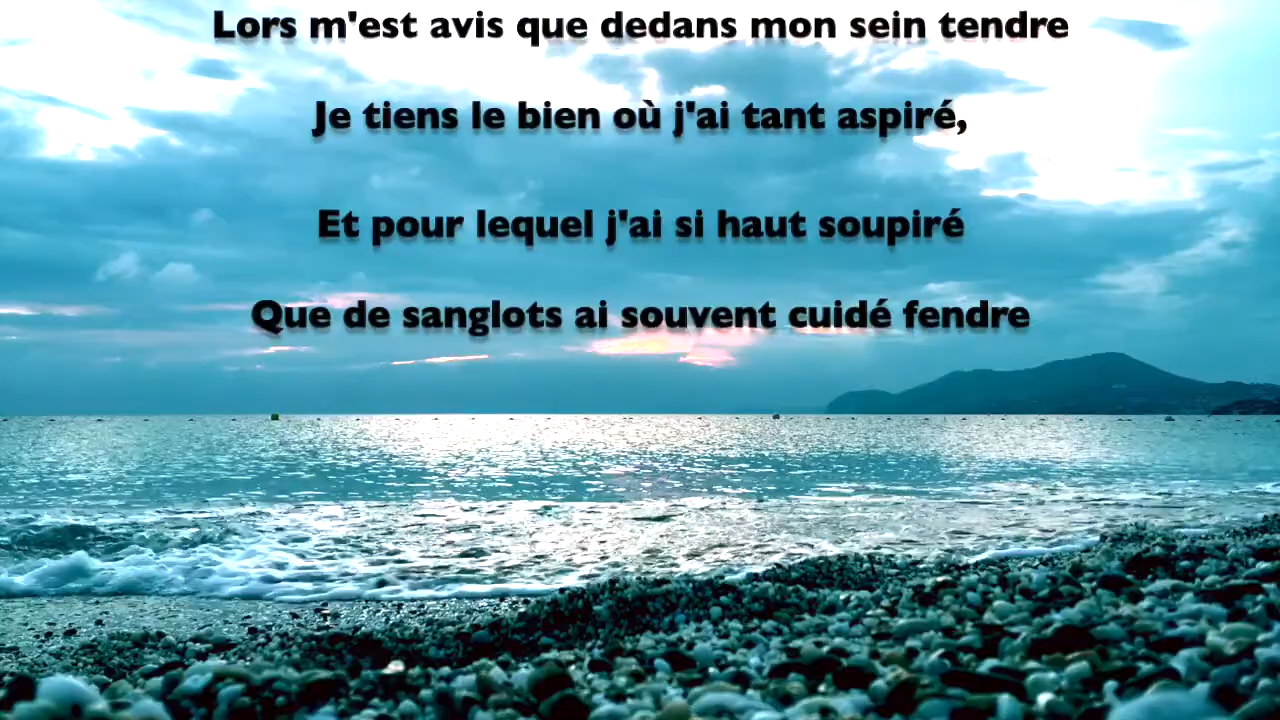 Lors m'est avis que dedans mon sein tendre
Je tiens le bien où j'ai tant aspiré,
Et pour lequel j'ai si haut soupiré
Que de sanglots ai souvent cuidé fendre